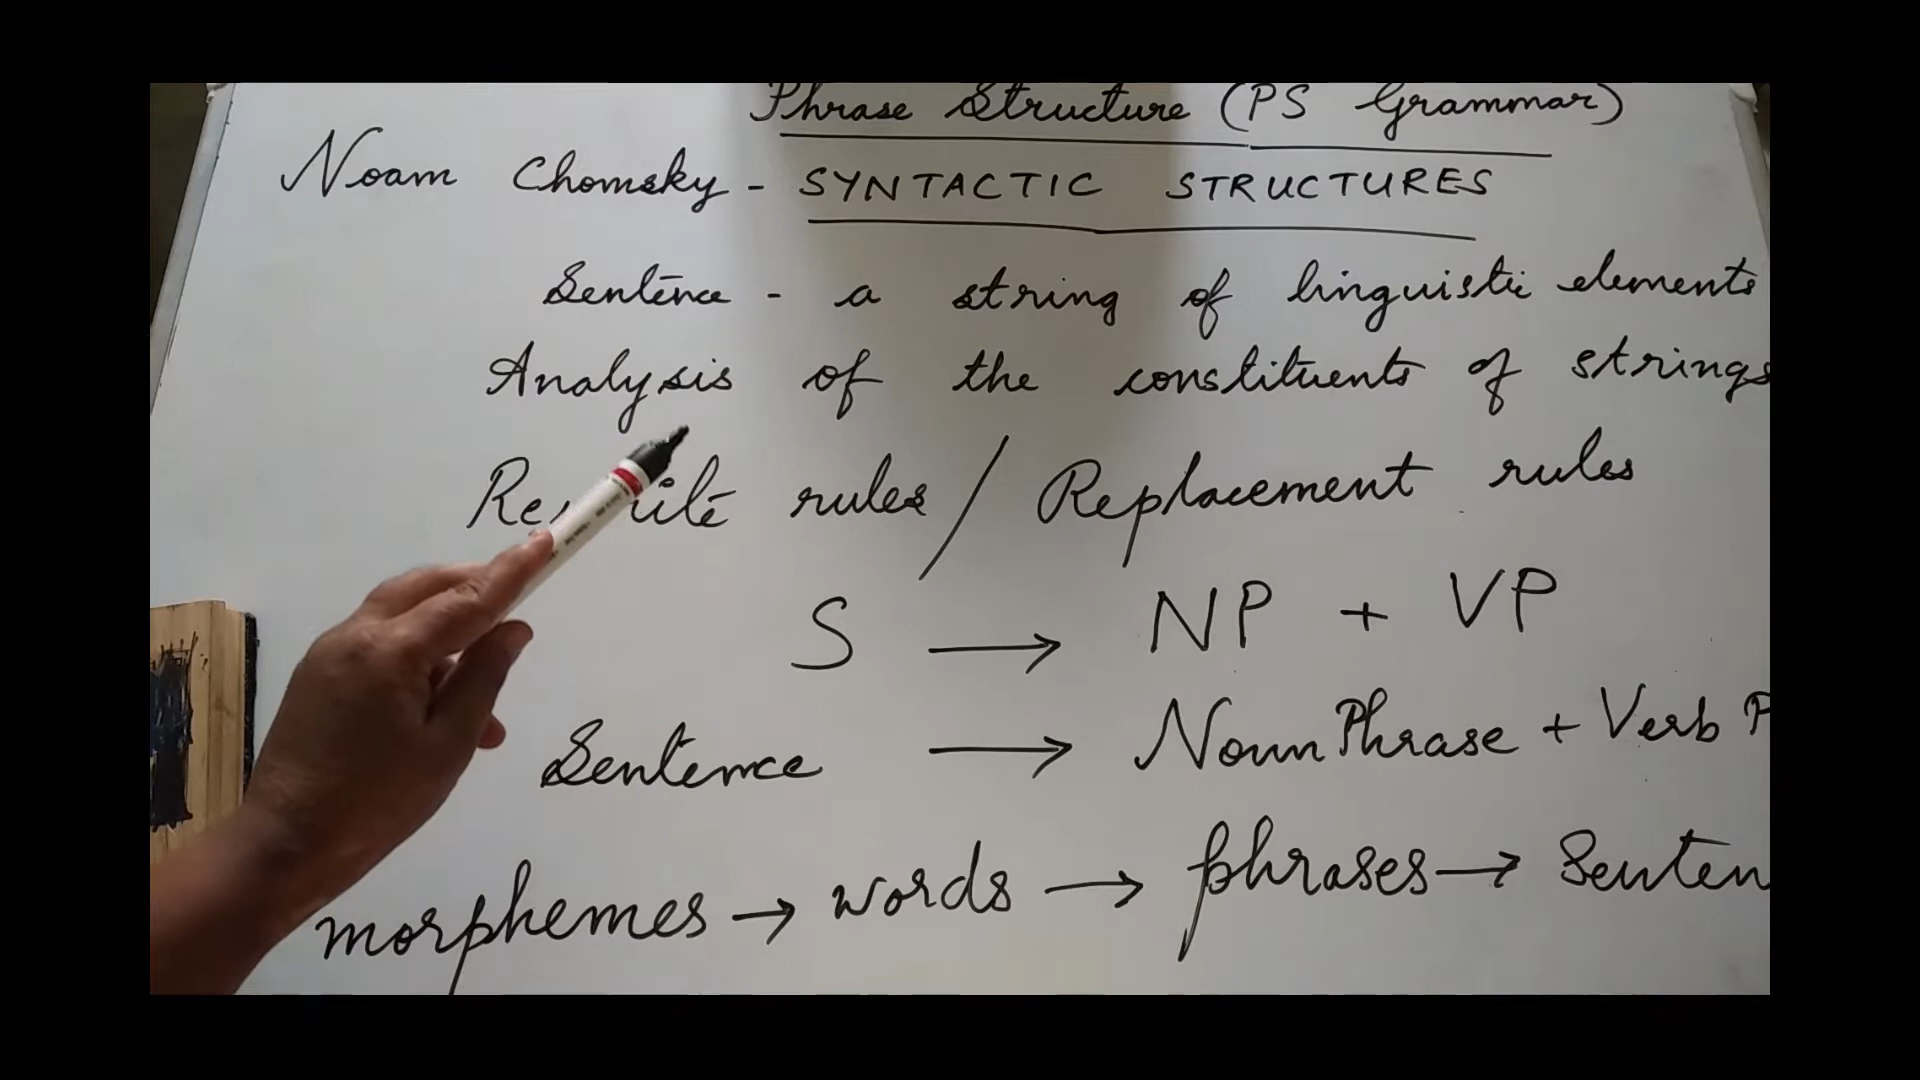 Phrase Structure (PS Grammar)
Noam Chomsky - SYNTACTIC STRUCTURES
Sentence - a string of linguistic elements
Analysis of the constituents of strings
rules / Replacement rules
S → NP + VP
Sentence → Noun Phrase + Verb P
morphemes → words → phrases → Senten